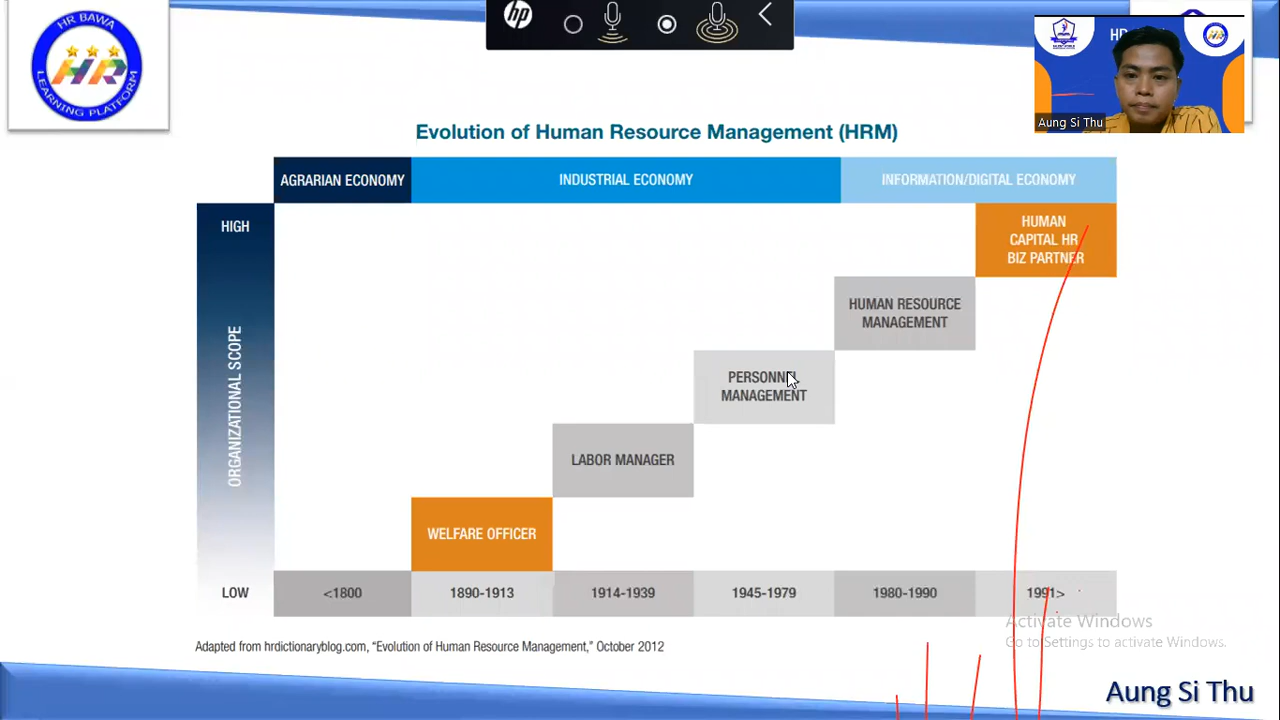 HR BAWA
HR
LEARNING PLATFORM
hp
Aung Si Thu
Evolution of Human Resource Management (HRM)
AGRARIAN ECONOMY
INDUSTRIAL ECONOMY
INFORMATION/DIGITAL ECONOMY
HIGH
ORGANIZATIONAL SCOPE
LOW
HUMAN
CAPITAL HR
BIZ PARTNER
HUMAN RESOURCE
MANAGEMENT
PERSONNEL
MANAGEMENT
LABOR MANAGER
WELFARE OFFICER
<1800
1890-1913
1914-1939
1945-1979
1980-1990
1991>
Activate Windows
Go to Settings to activate Windows.
Adapted from hrdictionaryblog.com, “Evolution of Human Resource Management,” October 2012
Aung Si Thu